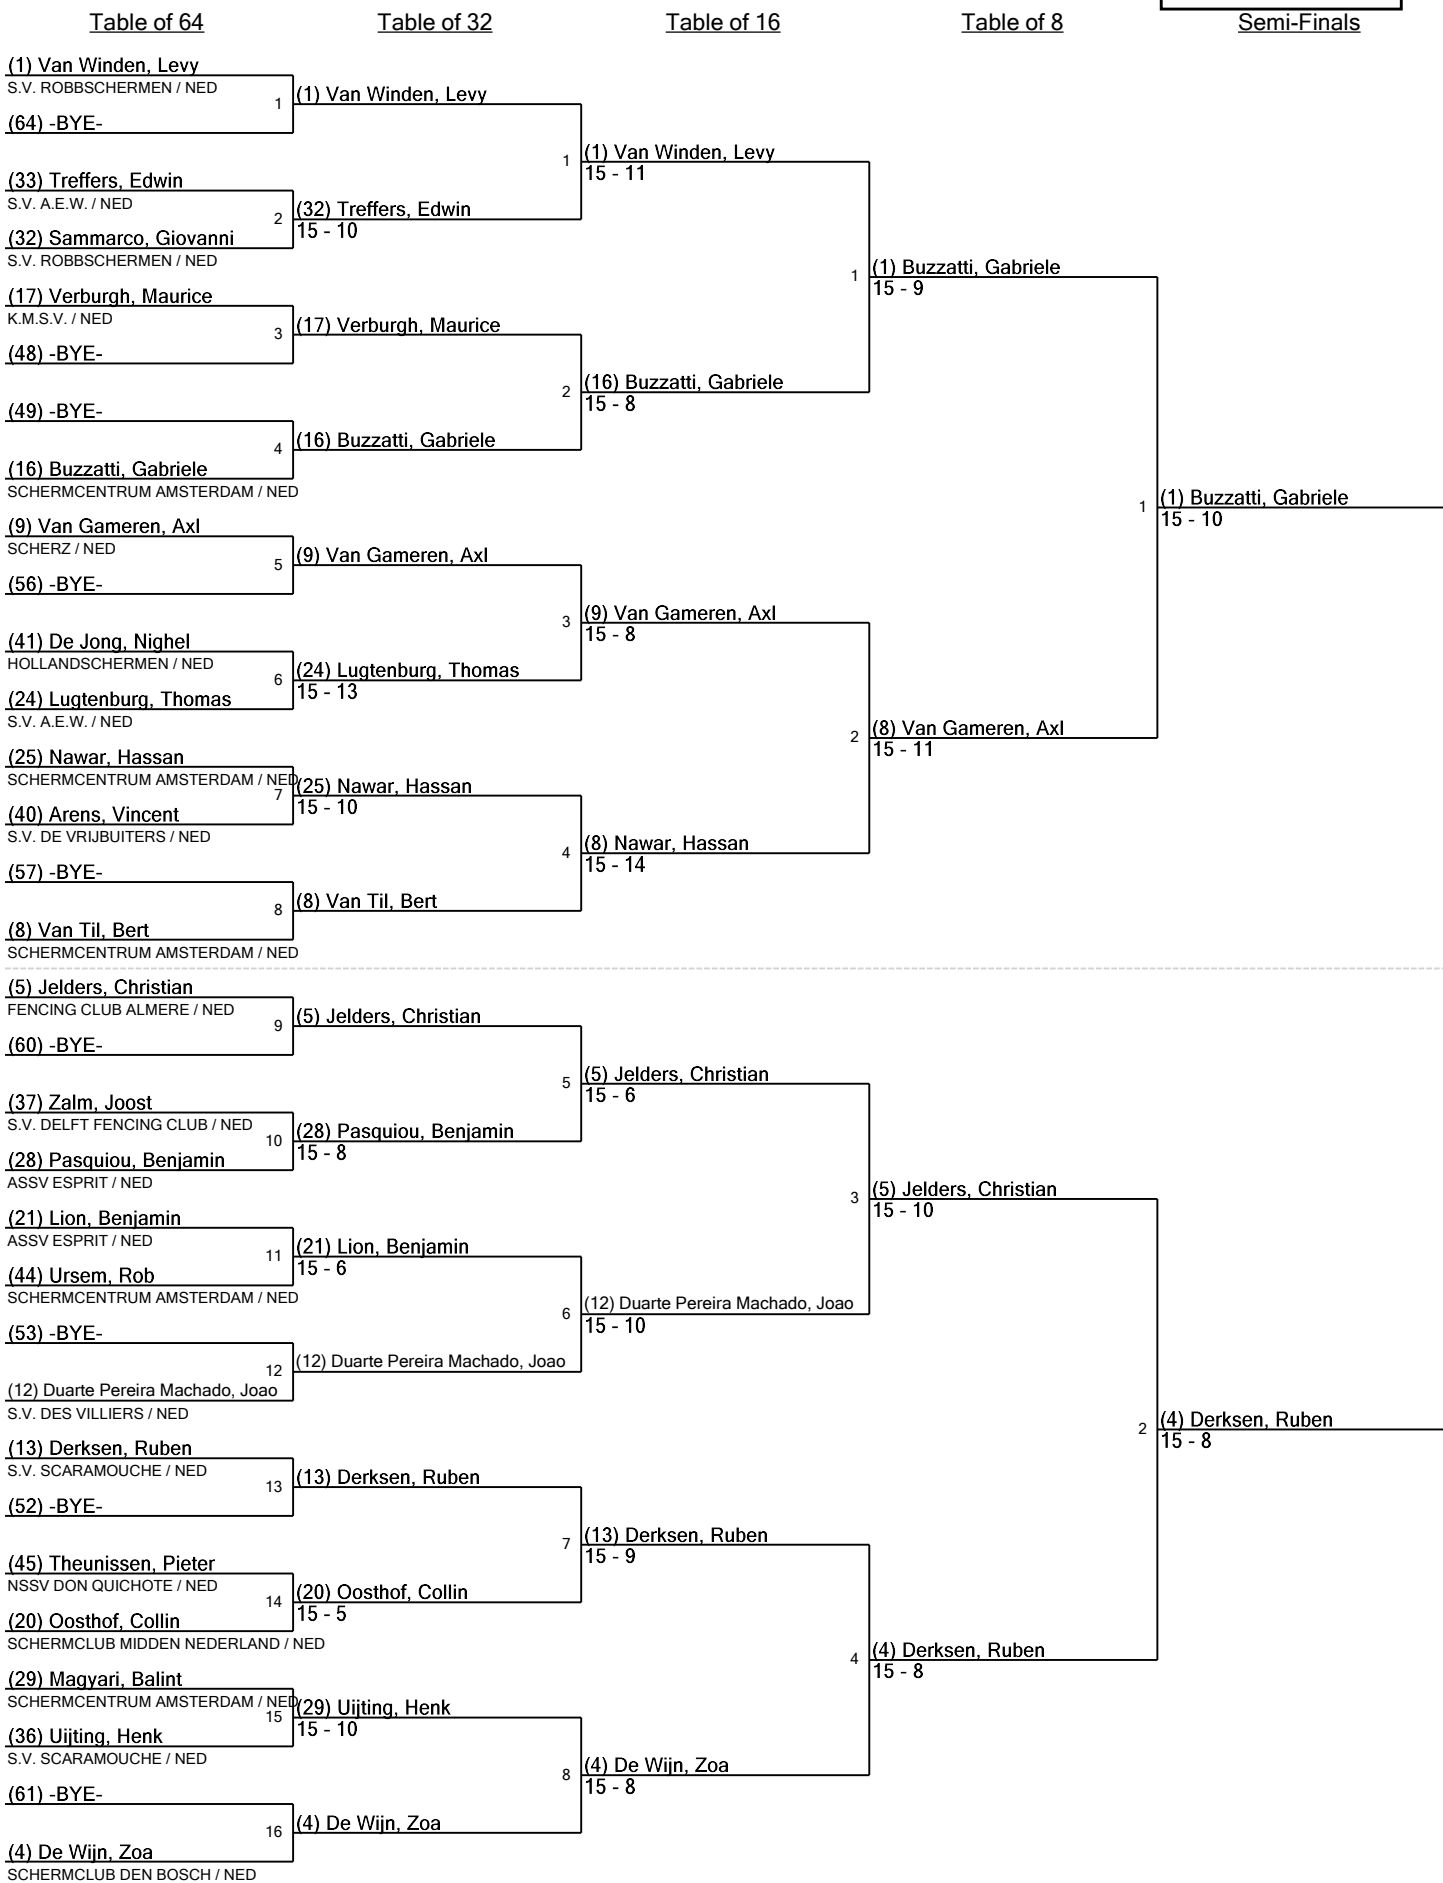 Table of 64 Table of 32 Table of 16 Table of 8 Semi-Finals
(1) Van Winden, Levy
S.V. ROBBSCHERMEN / NED
1
(64) -BYE-
(1) Van Winden, Levy
(33) Treffers, Edwin
S.V. A.E.W. / NED
2
(32) Sammarco, Giovanni
S.V. ROBBSCHERMEN / NED
(32) Treffers, Edwin
15 - 10
1
(1) Van Winden, Levy
15 - 11
(17) Verburgh, Maurice
K.M.S.V. / NED
3
(48) -BYE-
(17) Verburgh, Maurice
(49) -BYE-
4
(16) Buzzatti, Gabriele
SCHERMCENTRUM AMSTERDAM / NED
(16) Buzzatti, Gabriele
2
(16) Buzzatti, Gabriele
15 - 8
1
(1) Buzzatti, Gabriele
15 - 9
(9) Van Gameren, Axl
SCHERZ / NED
5
(56) -BYE-
(9) Van Gameren, Axl
(41) De Jong, Nighel
HOLLANDSCHERMEN / NED
6
(24) Lugtenburg, Thomas
S.V. A.E.W. / NED
(24) Lugtenburg, Thomas
15 - 13
3
(9) Van Gameren, Axl
15 - 8
(25) Nawar, Hassan
SCHERMCENTRUM AMSTERDAM / NED
7
(40) Arens, Vincent
S.V. DE VRIJBUITERS / NED
(25) Nawar, Hassan
15 - 10
(57) -BYE-
8
(8) Van Til, Bert
SCHERMCENTRUM AMSTERDAM / NED
(8) Van Til, Bert
4
(8) Nawar, Hassan
15 - 14
2
(8) Van Gameren, Axl
15 - 11
1
(1) Buzzatti, Gabriele
15 - 10
(5) Jelders, Christian
FENCING CLUB ALMERE / NED
9
(60) -BYE-
(5) Jelders, Christian
(37) Zalm, Joost
S.V. DELFT FENCING CLUB / NED
10
(28) Pasquiou, Benjamin
ASSV ESPRIT / NED
(28) Pasquiou, Benjamin
15 - 8
5
(5) Jelders, Christian
15 - 6
(21) Lion, Benjamin
ASSV ESPRIT / NED
11
(44) Ursem, Rob
SCHERMCENTRUM AMSTERDAM / NED
(21) Lion, Benjamin
15 - 6
(53) -BYE-
12
(12) Duarte Pereira Machado, Joao
S.V. DES VILLIERS / NED
(12) Duarte Pereira Machado, Joao
6
(12) Duarte Pereira Machado, Joao
15 - 10
3
(5) Jelders, Christian
15 - 10
(13) Derksen, Ruben
S.V. SCARAMOUCHE / NED
13
(52) -BYE-
(13) Derksen, Ruben
(45) Theunissen, Pieter
NSSV DON QUICHOTE / NED
14
(20) Oosthof, Collin
SCHERMCLUB MIDDEN NEDERLAND / NED
(20) Oosthof, Collin
15 - 5
7
(13) Derksen, Ruben
15 - 9
(29) Magyari, Balint
SCHERMCENTRUM AMSTERDAM / NED
15
(36) Uijting, Henk
S.V. SCARAMOUCHE / NED
(29) Uijting, Henk
15 - 10
(61) -BYE-
16
(4) De Wijn, Zoa
SCHERMCLUB DEN BOSCH / NED
(4) De Wijn, Zoa
8
(4) De Wijn, Zoa
15 - 8
4
(4) Derksen, Ruben
15 - 8
2
(4) Derksen, Ruben
15 - 8